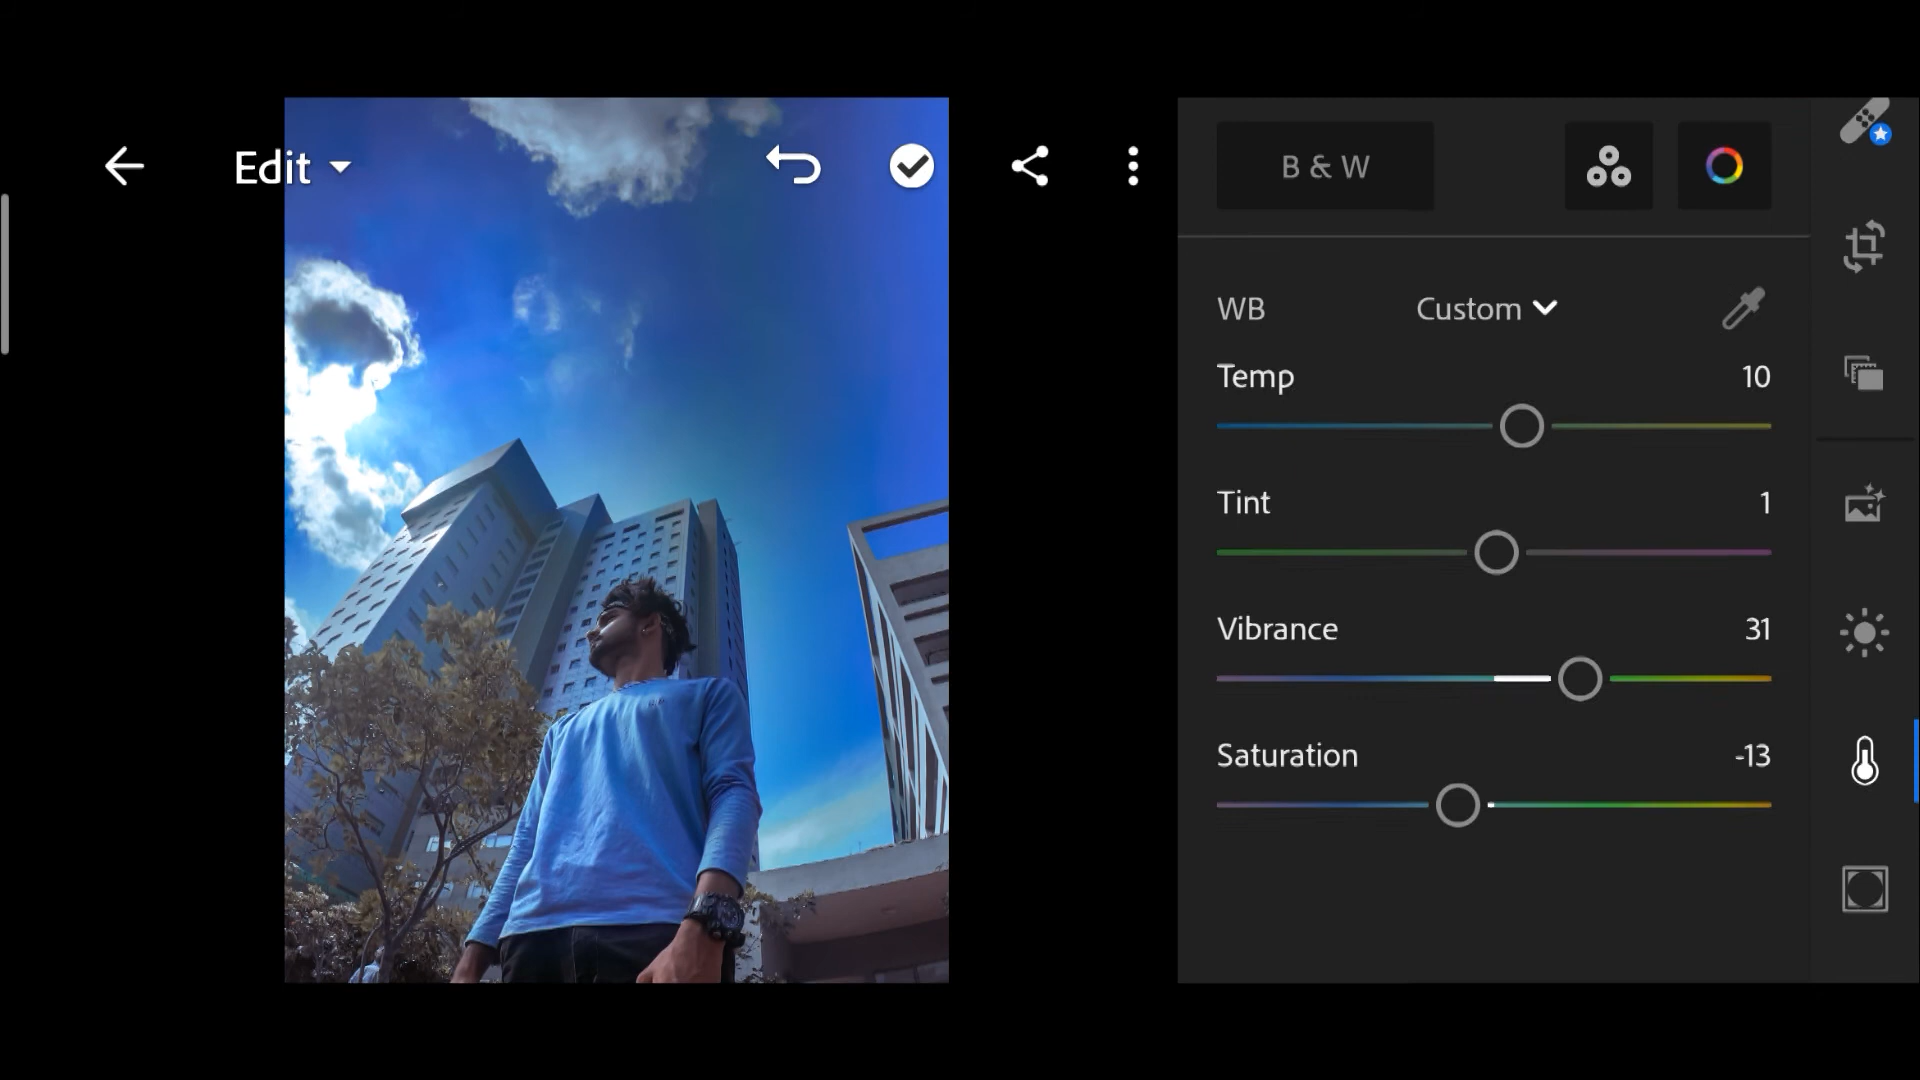 Edit
B & W
WB Custom
Temp 10
Tint 1
Vibrance 31
Saturation -13